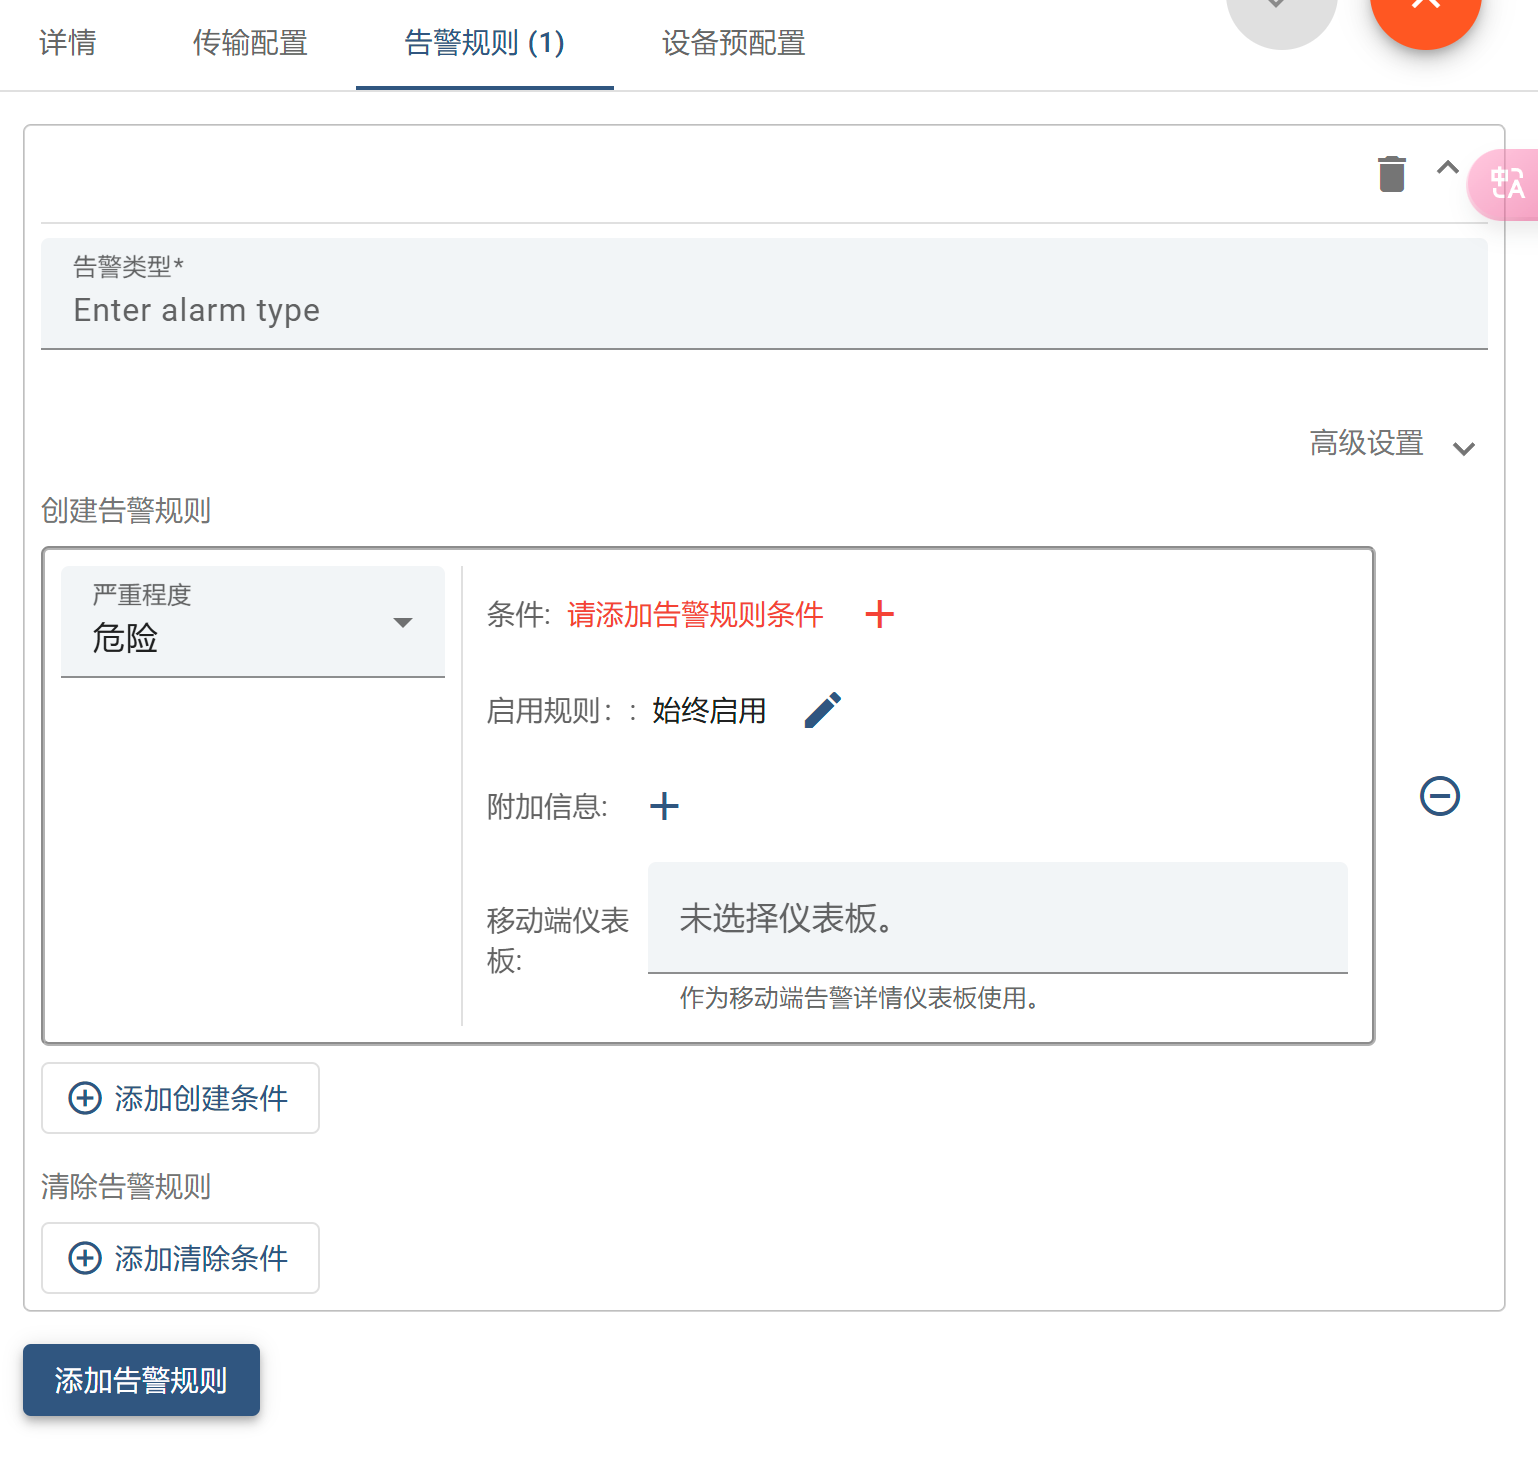 详情
传输配置
告警规则 (1)
设备预配置
中A
告警类型*
Enter alarm type
高级设置
创建告警规则
严重程度
危险
条件: 请添加告警规则条件
启用规则: : 始终启用
附加信息:
移动端仪表
板:
未选择仪表板。
作为移动端告警详情仪表板使用。
添加创建条件
清除告警规则
添加清除条件
添加告警规则